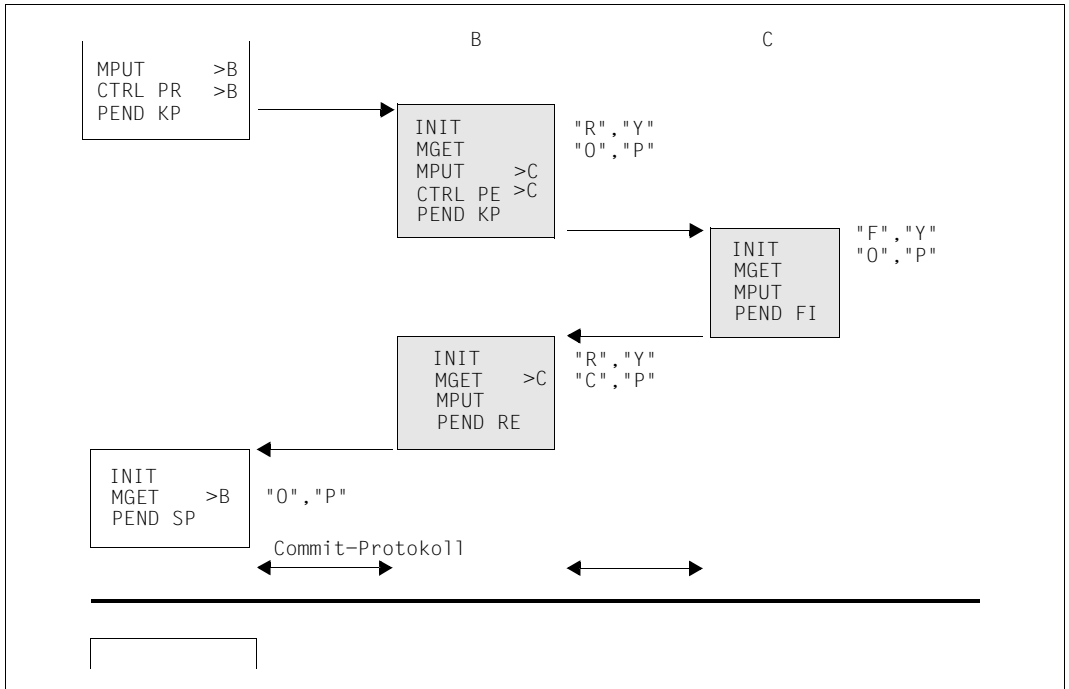 B C
MPUT >B
CTRL PR >B
PEND KP
INIT
MGET
MPUT >C
CTRL PE >C
PEND KP
"R","Y"
"O","P"
INIT
MGET
MPUT
PEND FI
"F","Y"
"O","P"
INIT
MGET >C
MPUT
PEND RE
"R","Y"
"C","P"
INIT
MGET >B
PEND SP
"O","P"
Commit-Protokoll